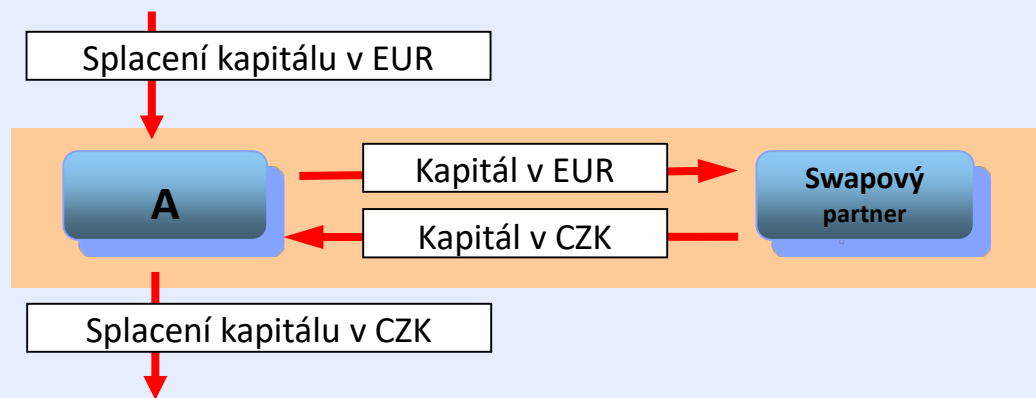 Splacení kapitálu v EUR
A
Kapitál v EUR
Kapitál v CZK
Swapový
partner
Splacení kapitálu v CZK